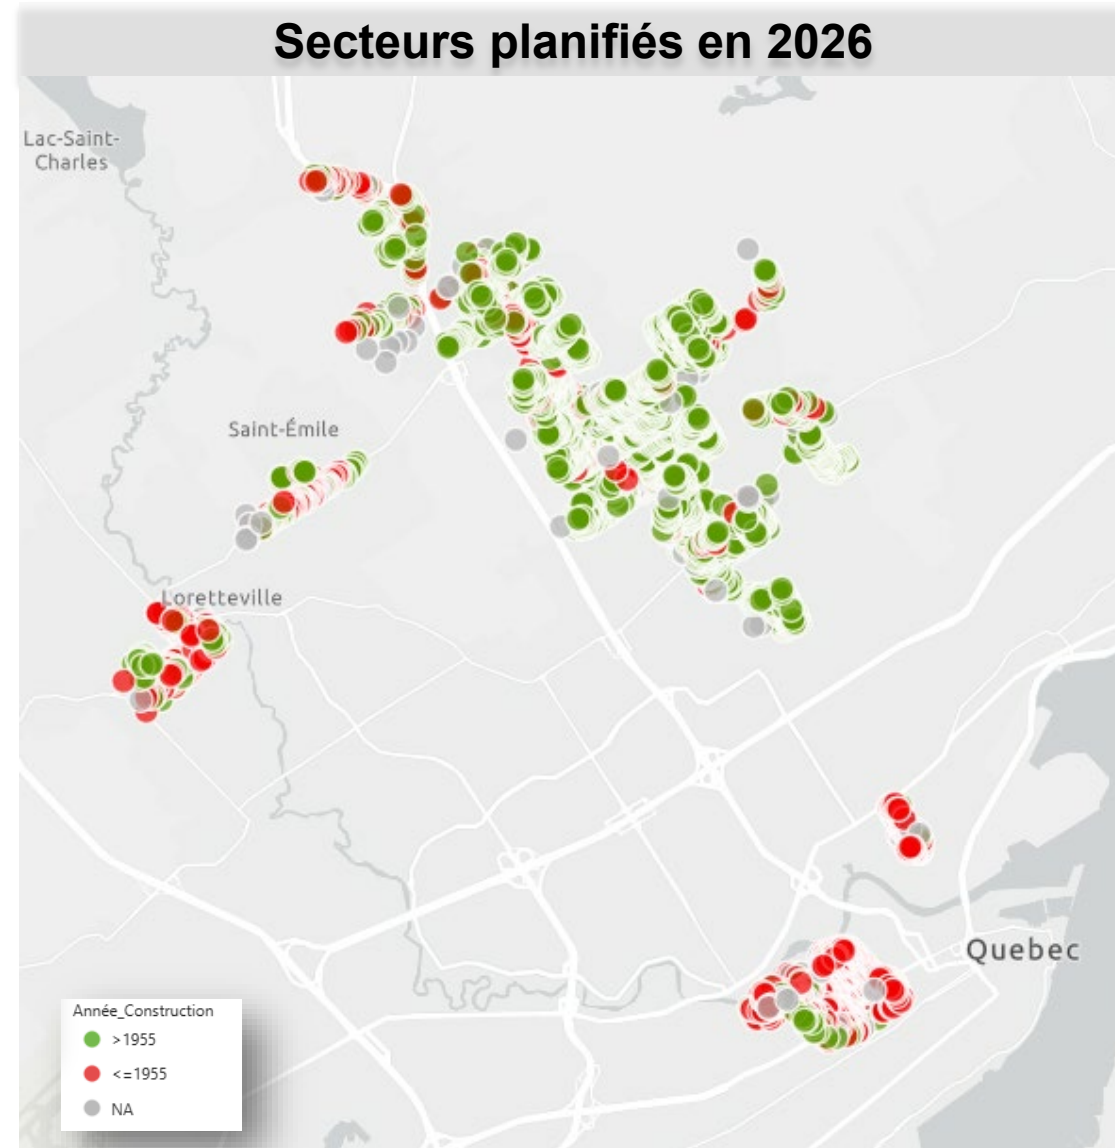 Secteurs planifiés en 2026
Lac-Saint-
Charles
Saint-Émile
Loretteville
Quebec
Année_Construction
>1955
<=1955
NA